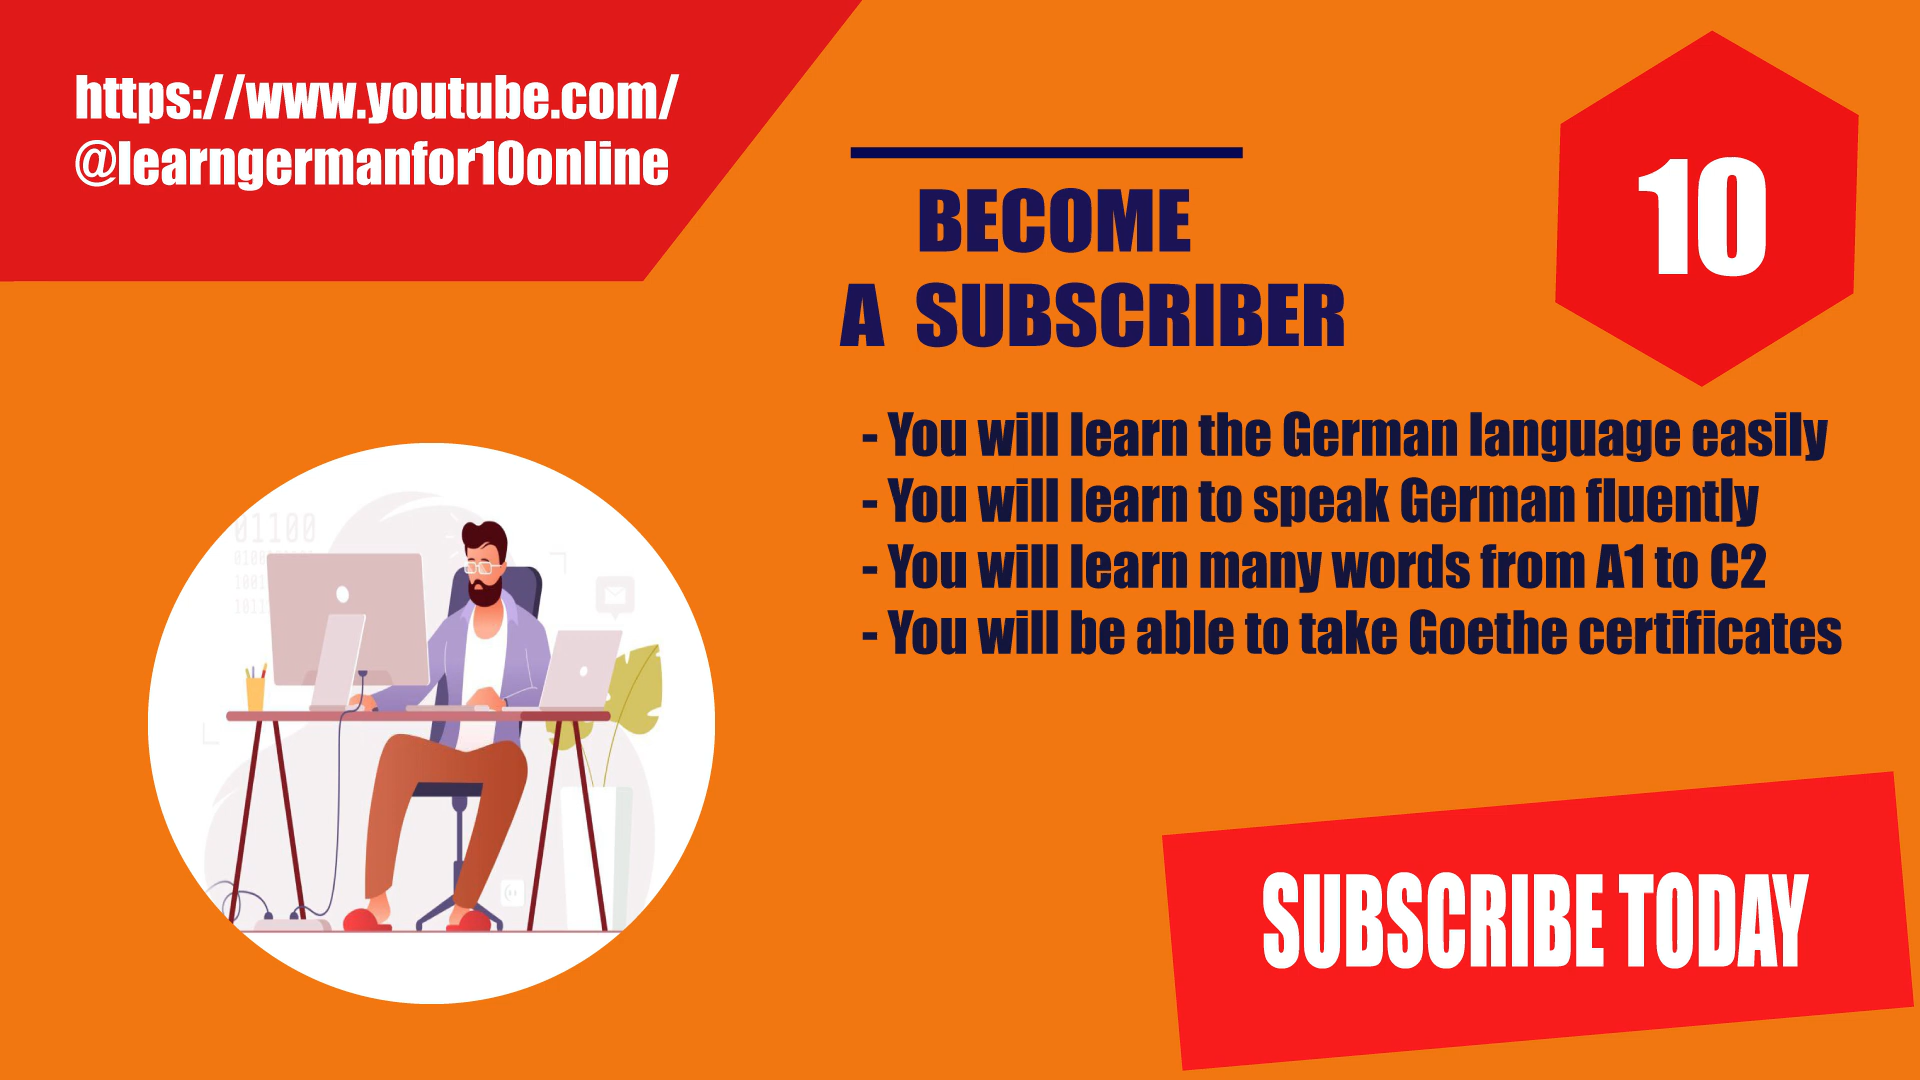 https://www.youtube.com/
@learngermanfor10online
10
BECOME
A SUBSCRIBER
- You will learn the German language easily
- You will learn to speak German fluently
- You will learn many words from A1 to C2
- You will be able to take Goethe certificates
01100
SUBSCRIBE TODAY